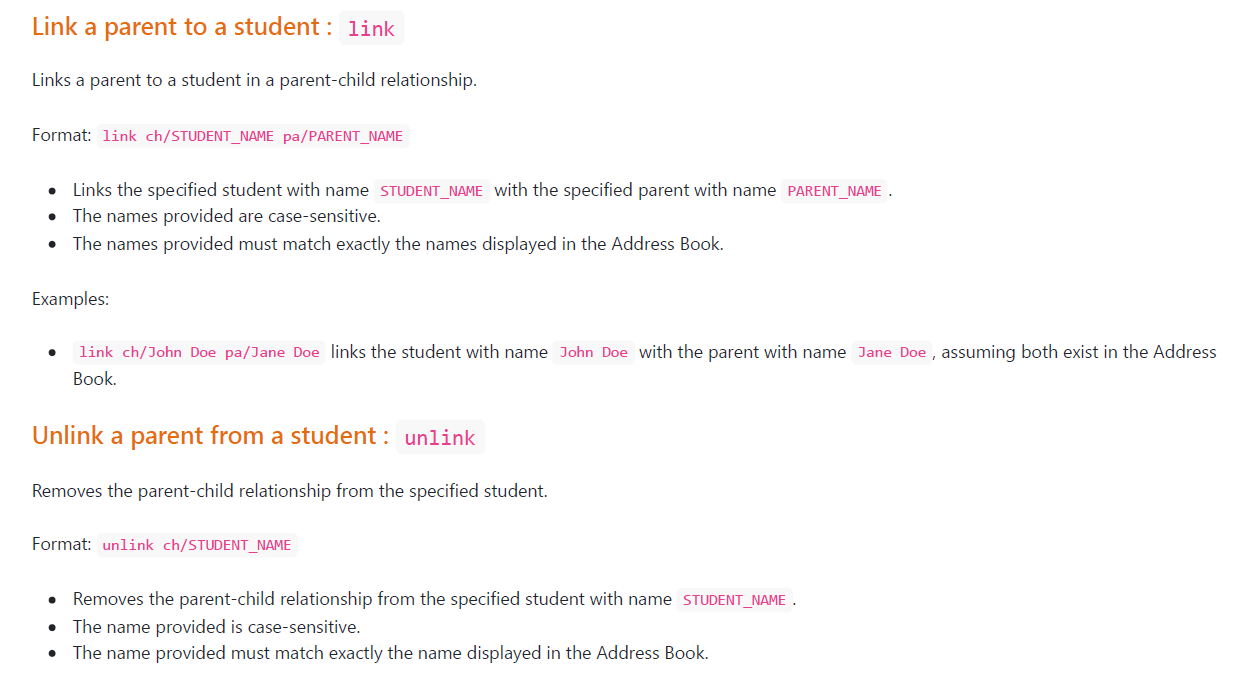 Link a parent to a student : link
Links a parent to a student in a parent-child relationship.
Format: link ch/STUDENT_NAME pa/PARENT_NAME
Links the specified student with name STUDENT_NAME with the specified parent with name PARENT_NAME .
The names provided are case-sensitive.
The names provided must match exactly the names displayed in the Address Book.
Examples:
link ch/John Doe pa/Jane Doe links the student with name John Doe with the parent with name Jane Doe , assuming both exist in the Address
Book.
Unlink a parent from a student : unlink
Removes the parent-child relationship from the specified student.
Format: unlink ch/STUDENT_NAME
Removes the parent-child relationship from the specified student with name STUDENT_NAME .
The name provided is case-sensitive.
The name provided must match exactly the name displayed in the Address Book.